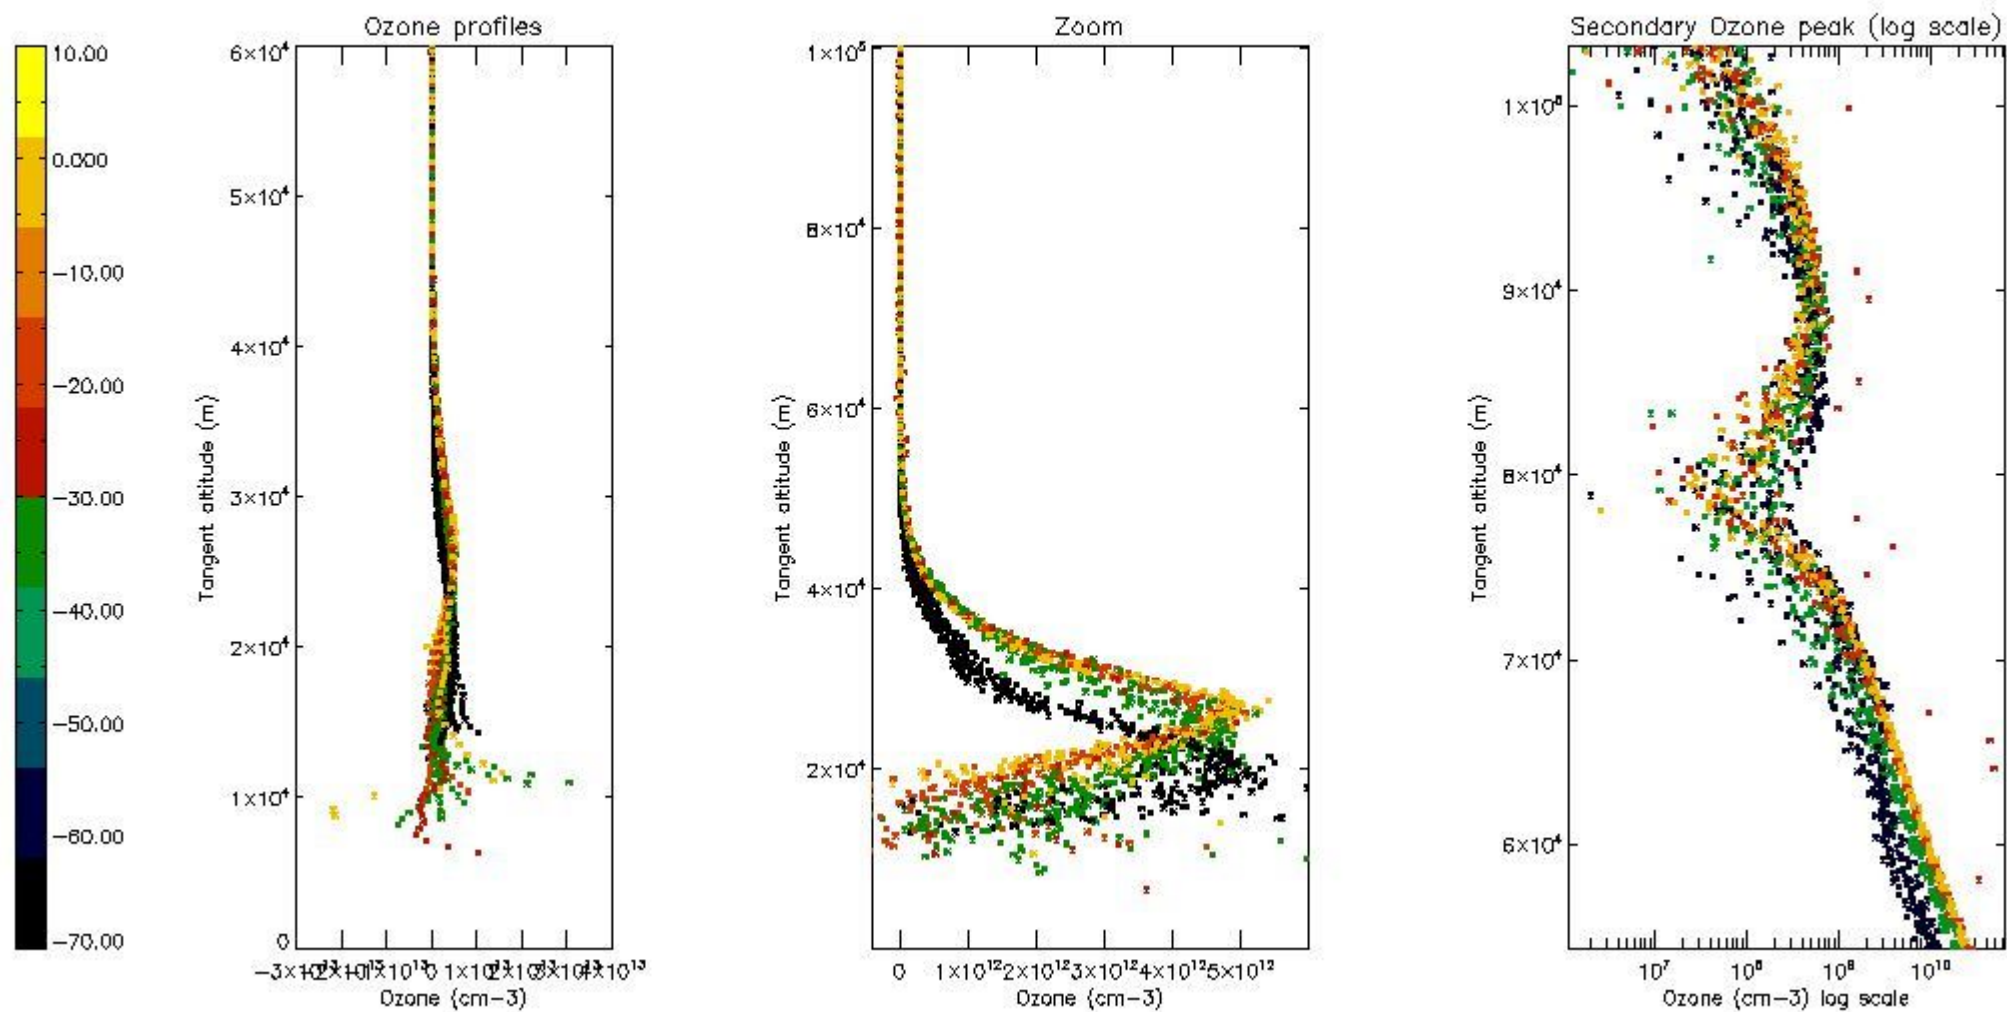 Ozone profiles
Zoom
Secondary Ozone peak (log scale)
10.00
0.000
−10.00
−20.00
−30.00
−40.00
−50.00
−60.00
−70.00
6×10⁴
5×10⁴
4×10⁴
3×10⁴
2×10⁴
1×10⁴
0
Tangent altitude (m)
0
4×10¹³
Ozone (cm−3)
1×10⁵
8×10⁴
6×10⁴
4×10⁴
2×10⁴
Tangent altitude (m)
0 1×10¹² 2×10¹² 3×10¹² 4×10¹² 5×10¹²
Ozone (cm−3)
9×10⁴
8×10⁴
7×10⁴
6×10⁴
Tangent altitude (m)
10⁷ 10⁸ 10⁹ 10¹⁰
Ozone (cm−3) log scale